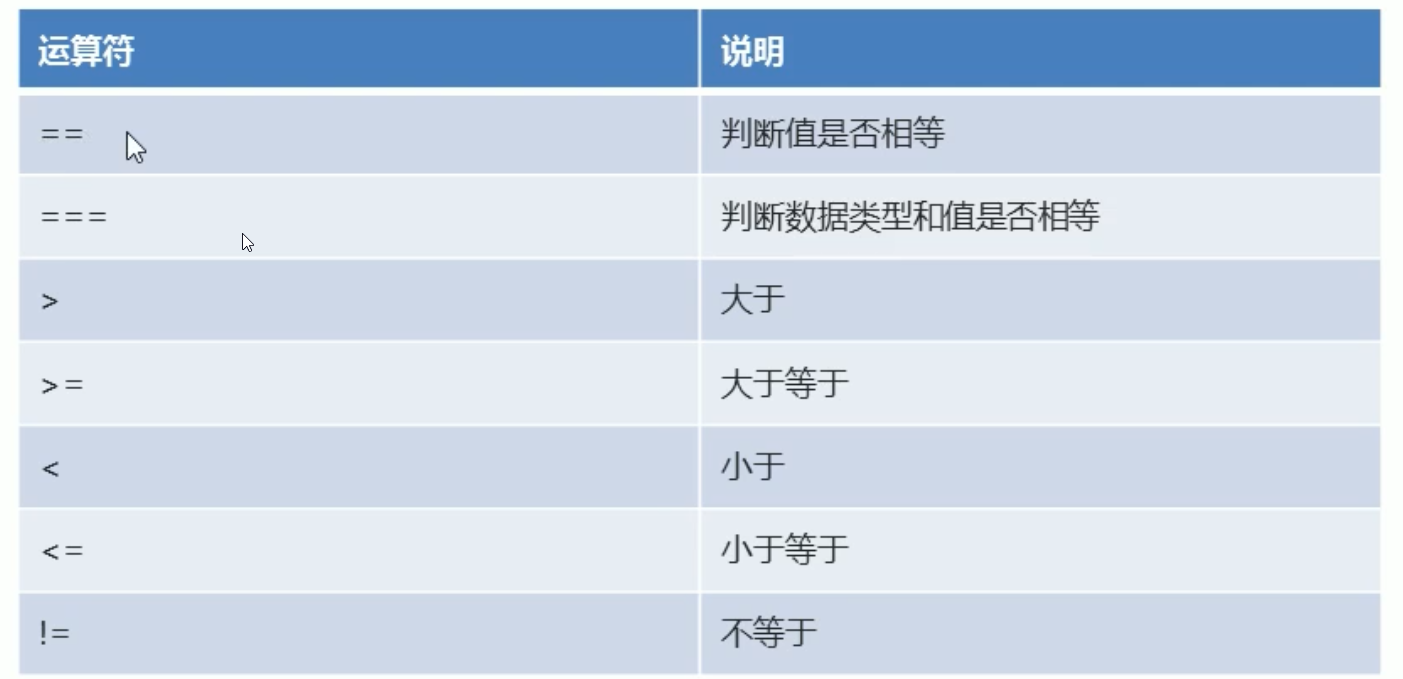 运算符 说明
== 判断值是否相等
=== 判断数据类型和值是否相等
> 大于
>= 大于等于
< 小于
<= 小于等于
!= 不等于